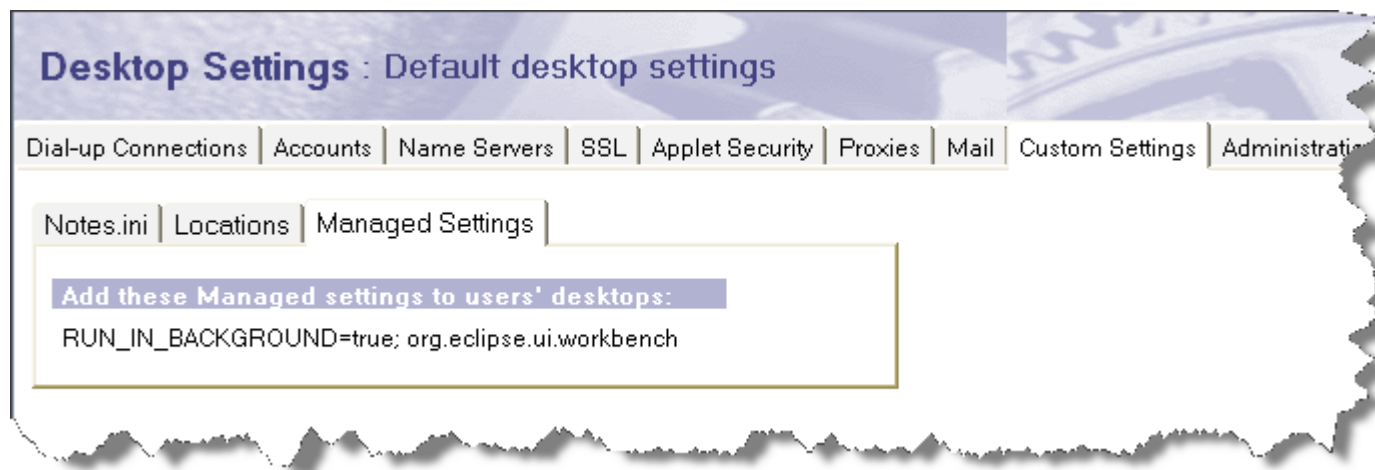 Desktop Settings : Default desktop settings
Dial-up Connections Accounts Name Servers SSL Applet Security Proxies Mail Custom Settings Administratio
Notes.ini Locations Managed Settings
Add these Managed settings to users' desktops:
RUN_IN_BACKGROUND=true; org.eclipse.ui.workbench